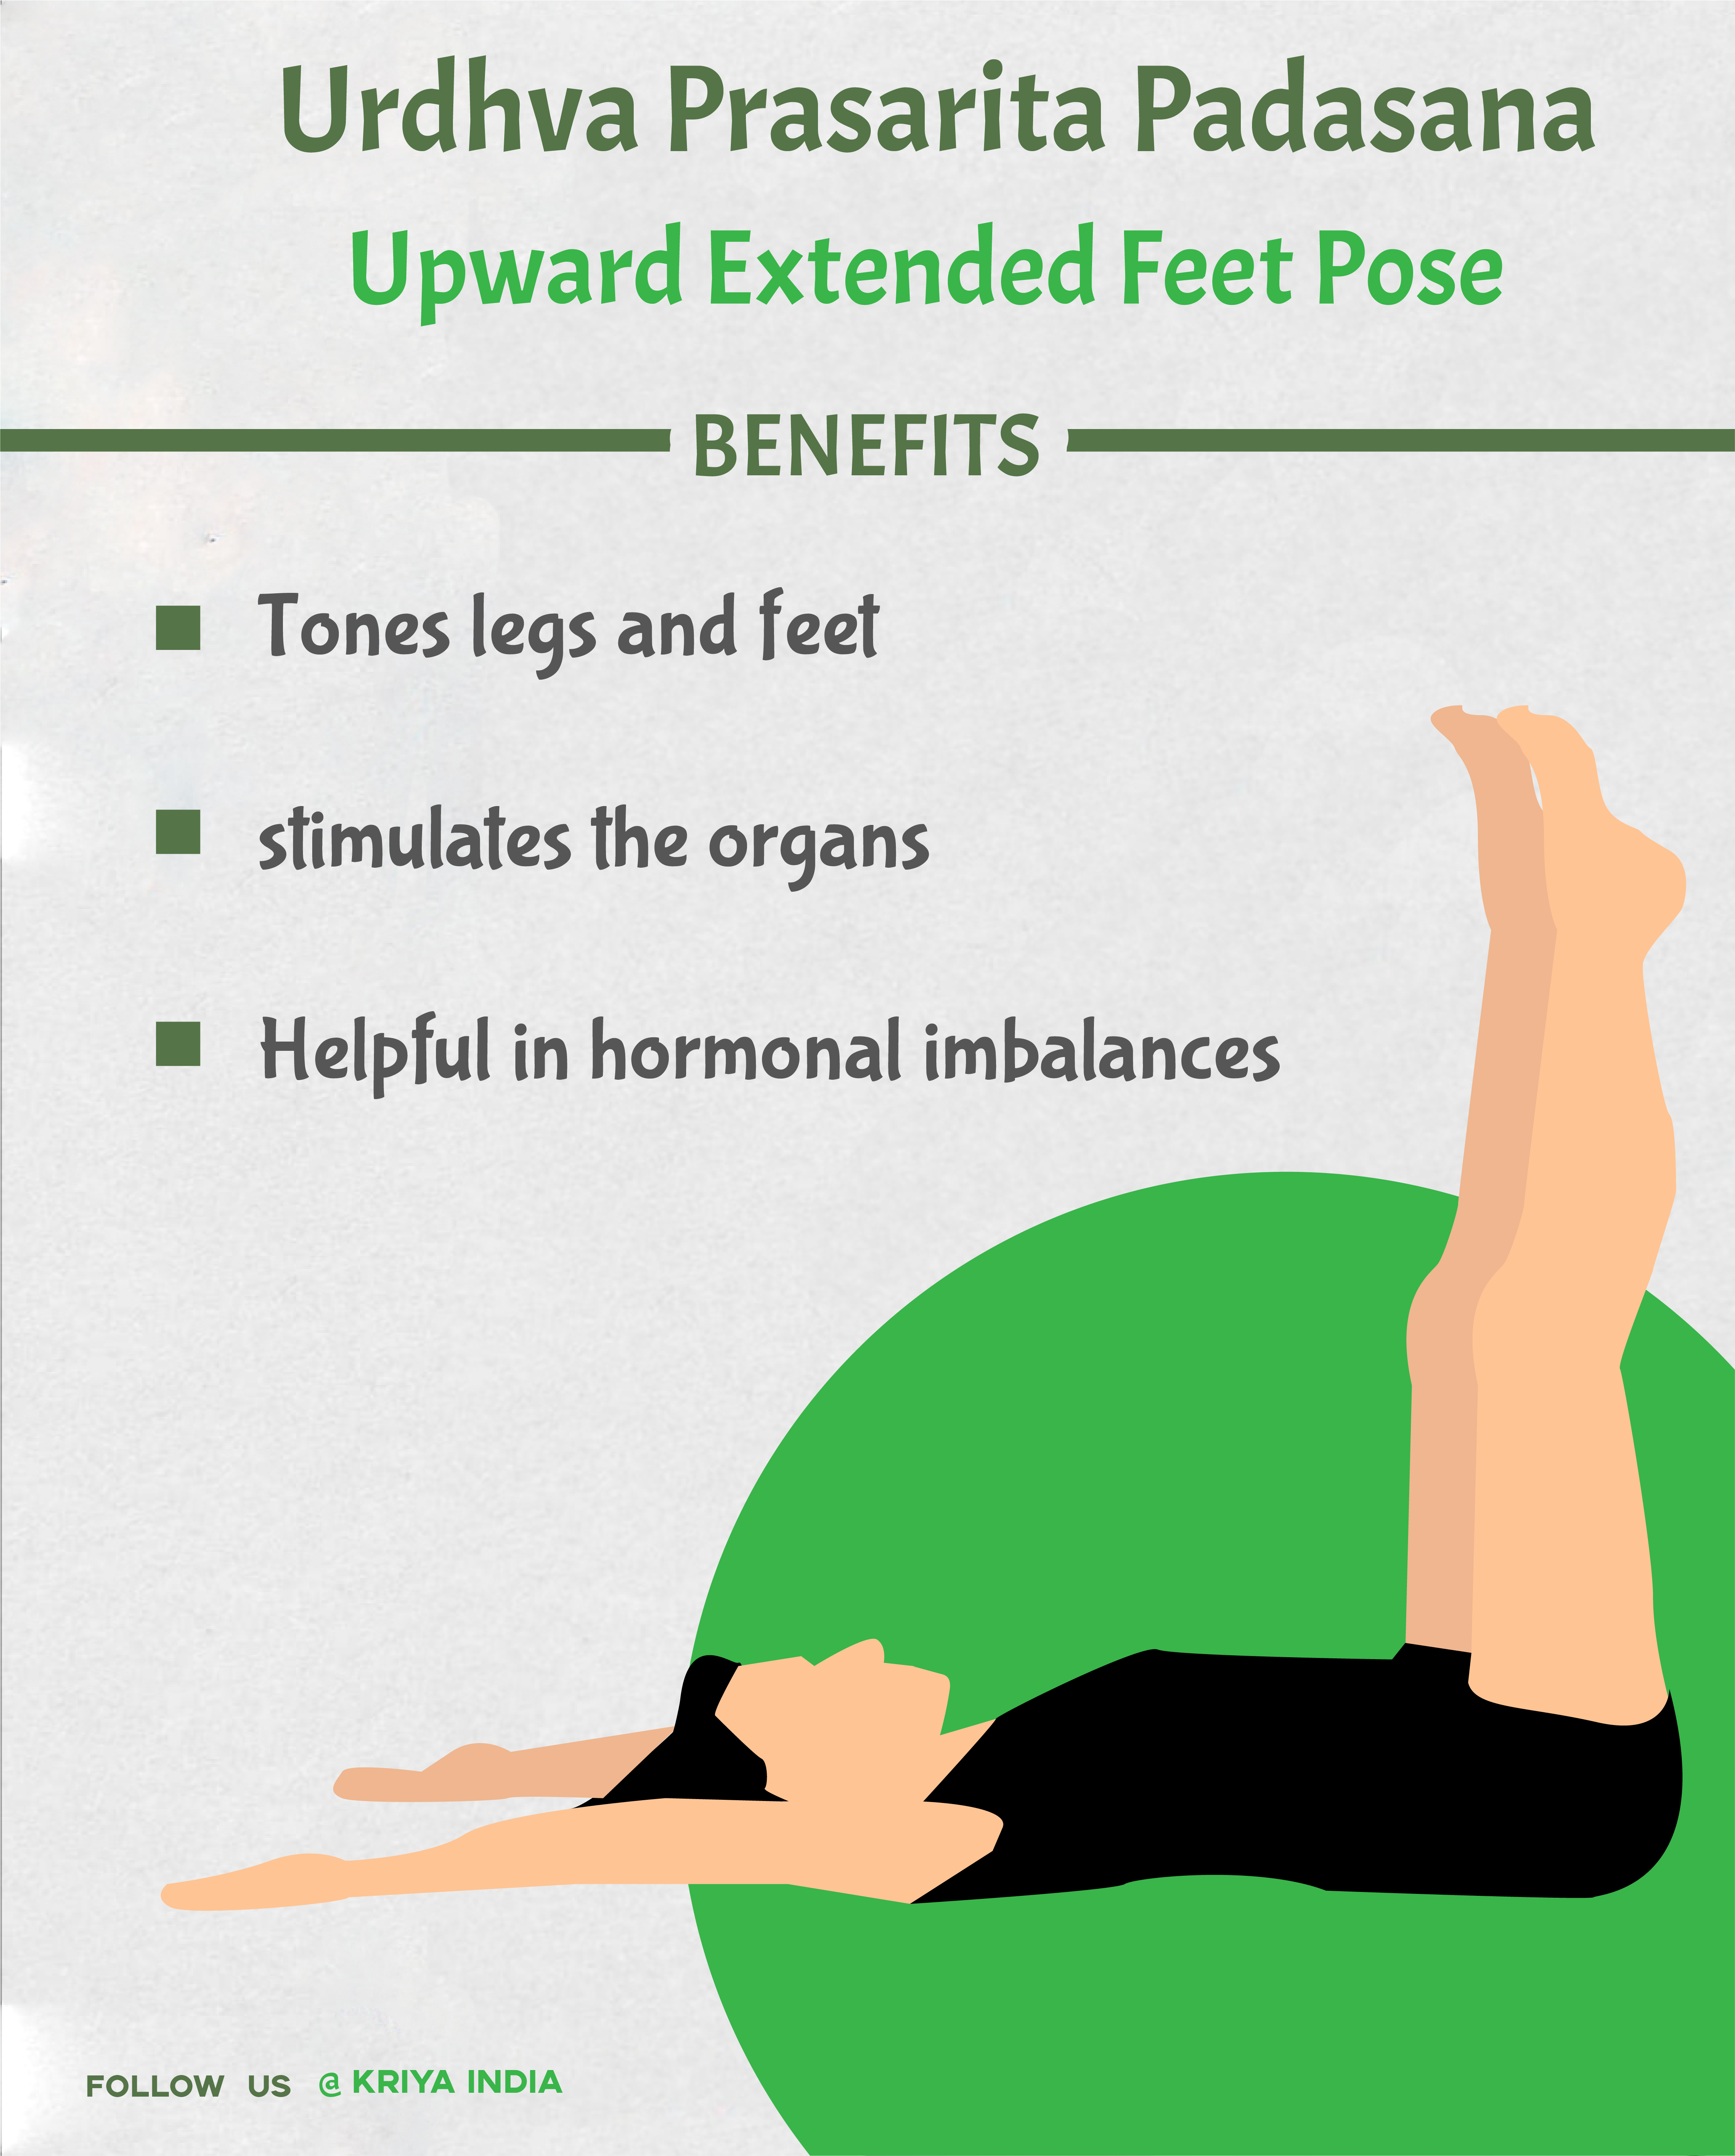 Urdhva Prasarita Padasana
Upward Extended Feet Pose
BENEFITS
Tones legs and feet
stimulates the organs
Helpful in hormonal imbalances
FOLLOW US @ KRIYA INDIA